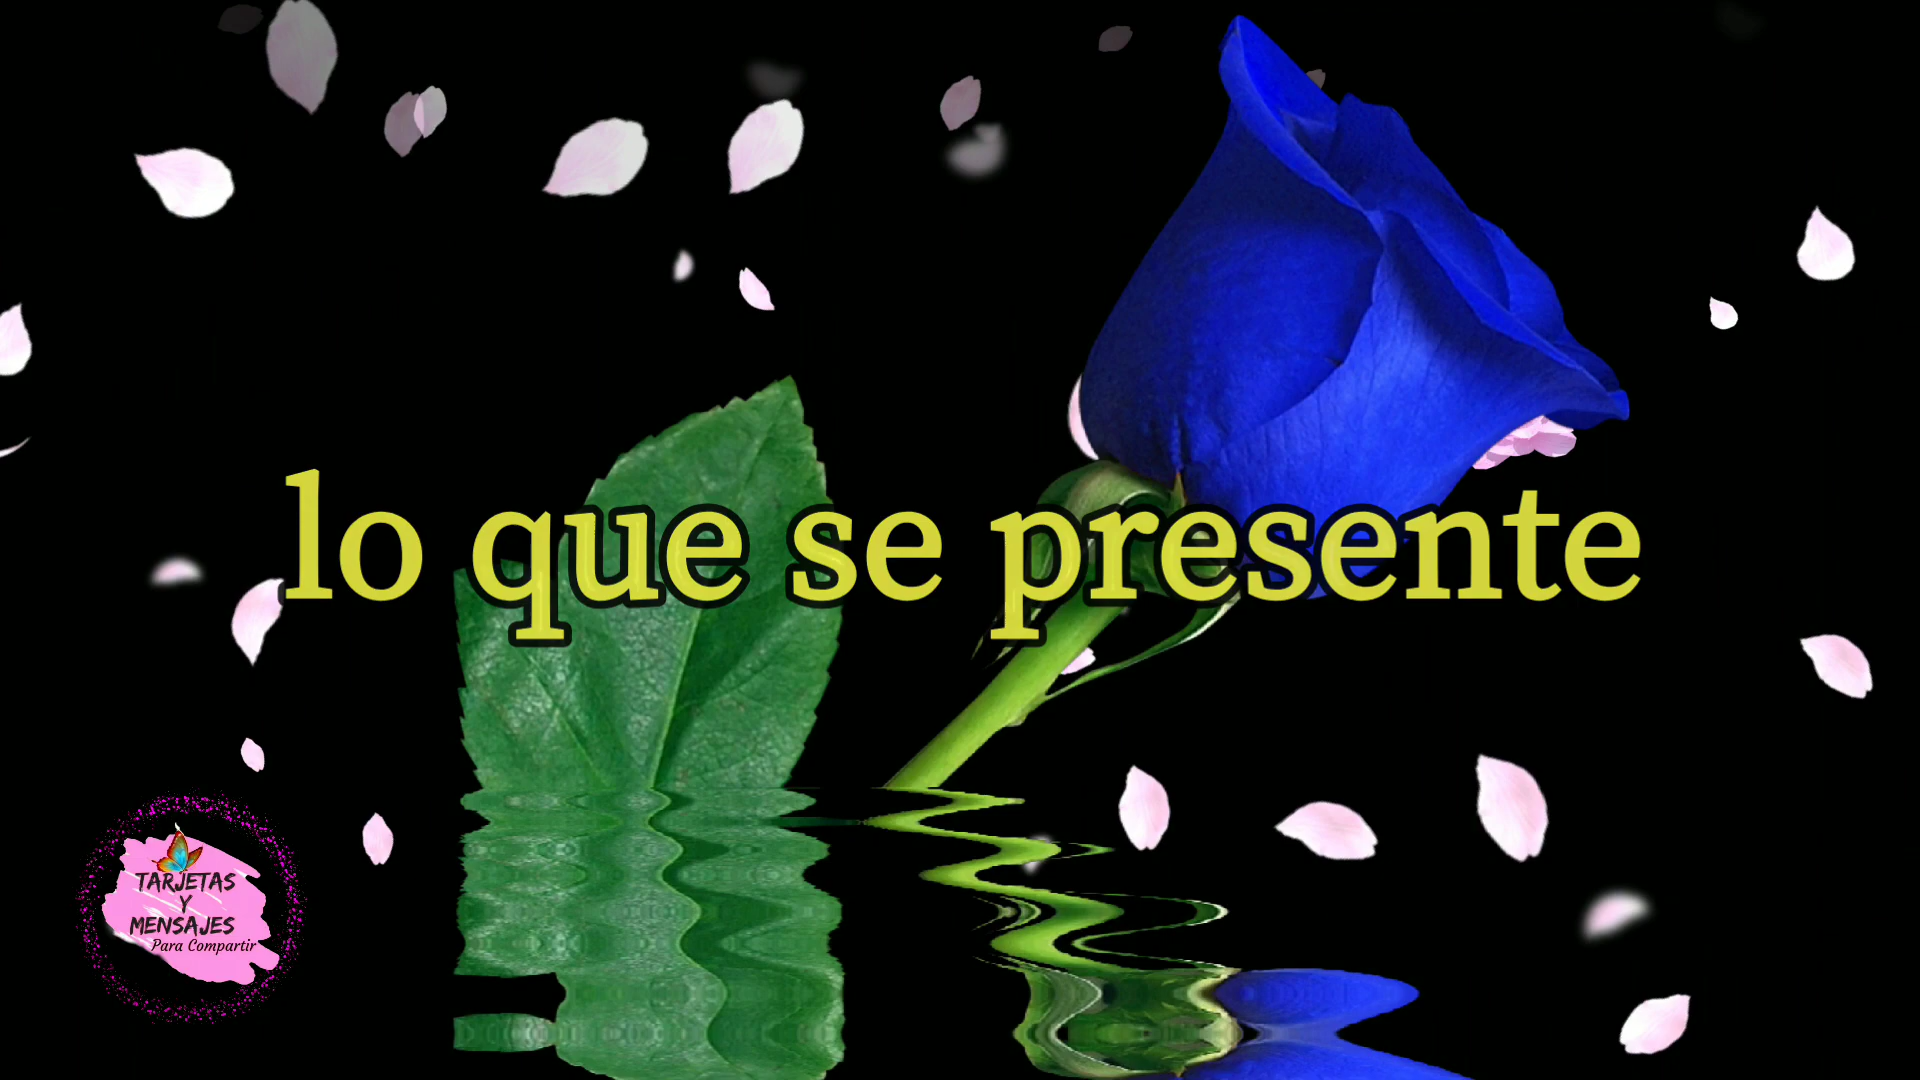 lo que se presente
TARJETAS
Y
MENSAJES
Para Compartir